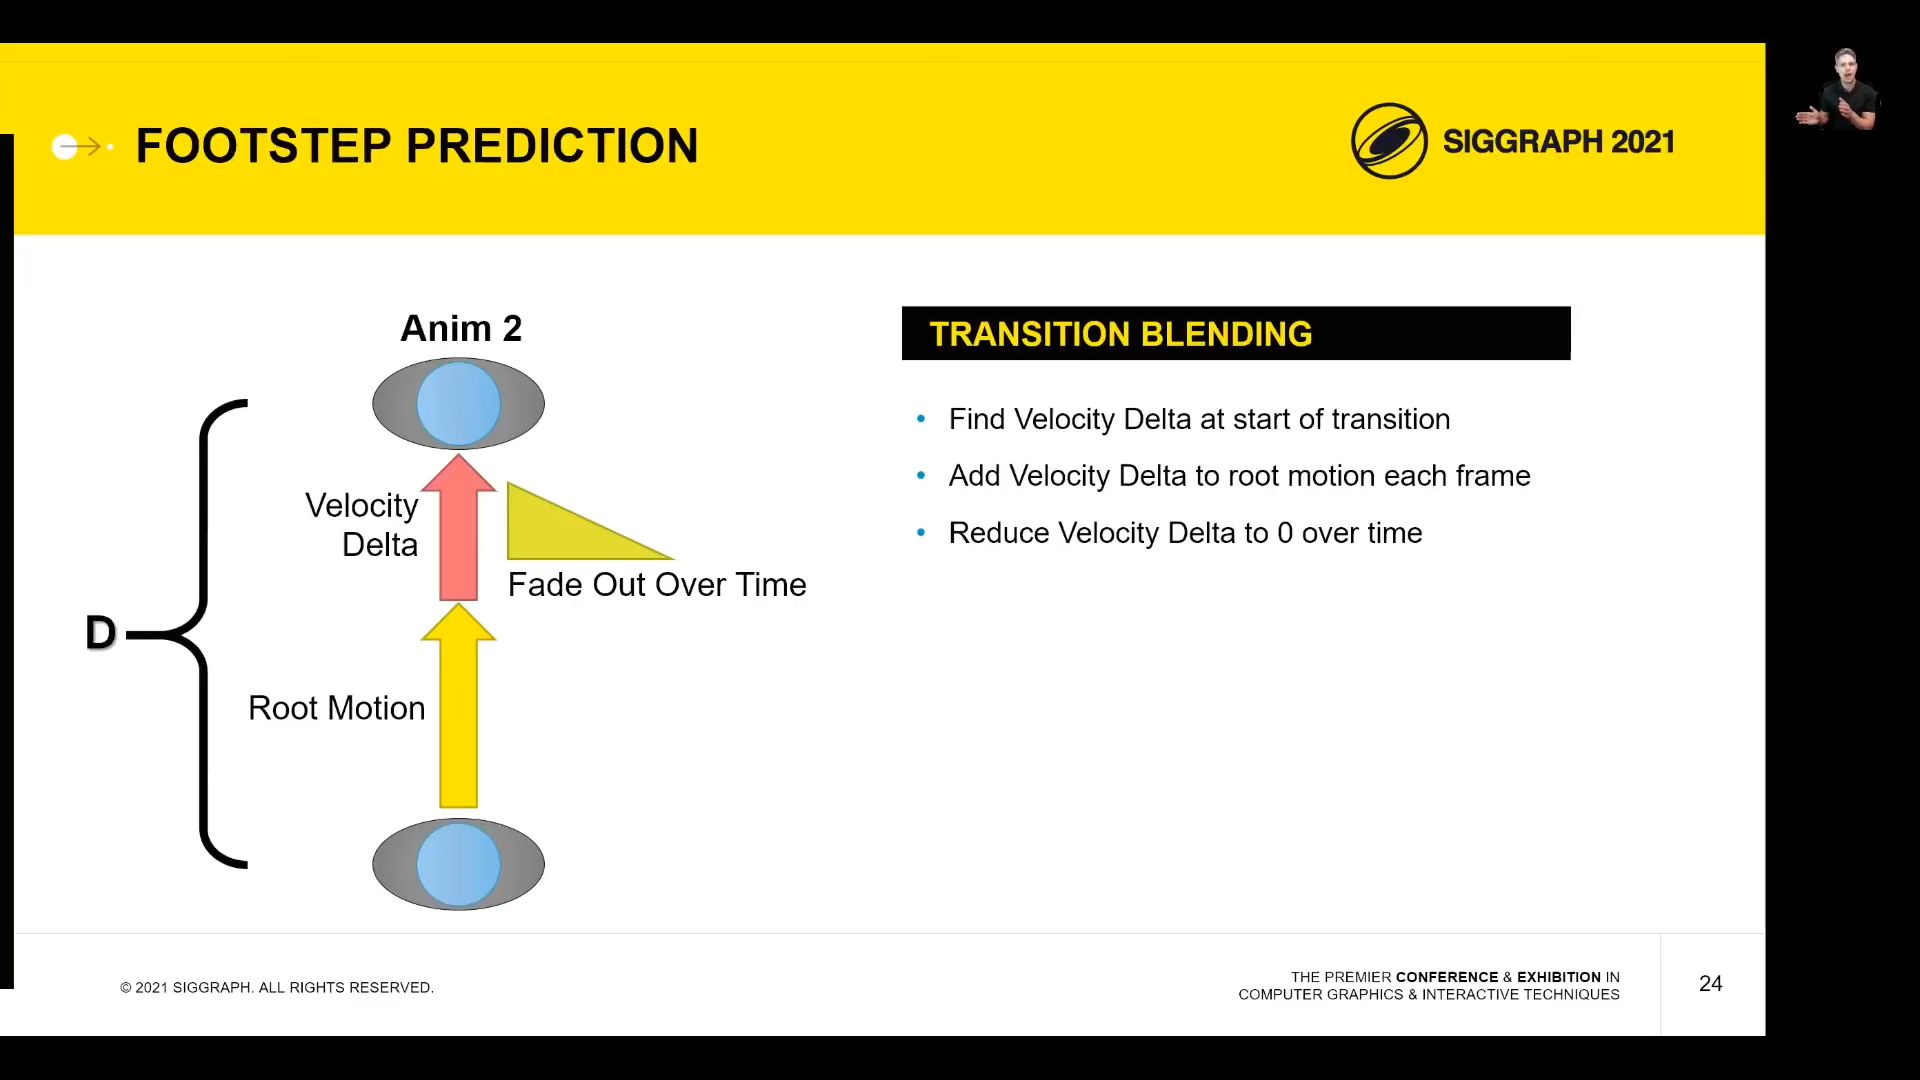 FOOTSTEP PREDICTION
SIGGRAPH 2021
Anim 2
Velocity
Delta
Fade Out Over Time
D
Root Motion
TRANSITION BLENDING
• Find Velocity Delta at start of transition
• Add Velocity Delta to root motion each frame
• Reduce Velocity Delta to 0 over time
© 2021 SIGGRAPH. ALL RIGHTS RESERVED.
THE PREMIER CONFERENCE & EXHIBITION IN
COMPUTER GRAPHICS & INTERACTIVE TECHNIQUES
24